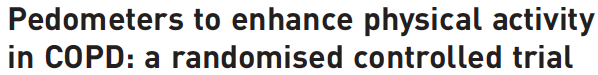 Pedometers to enhance physical activity
in COPD: a randomised controlled trial